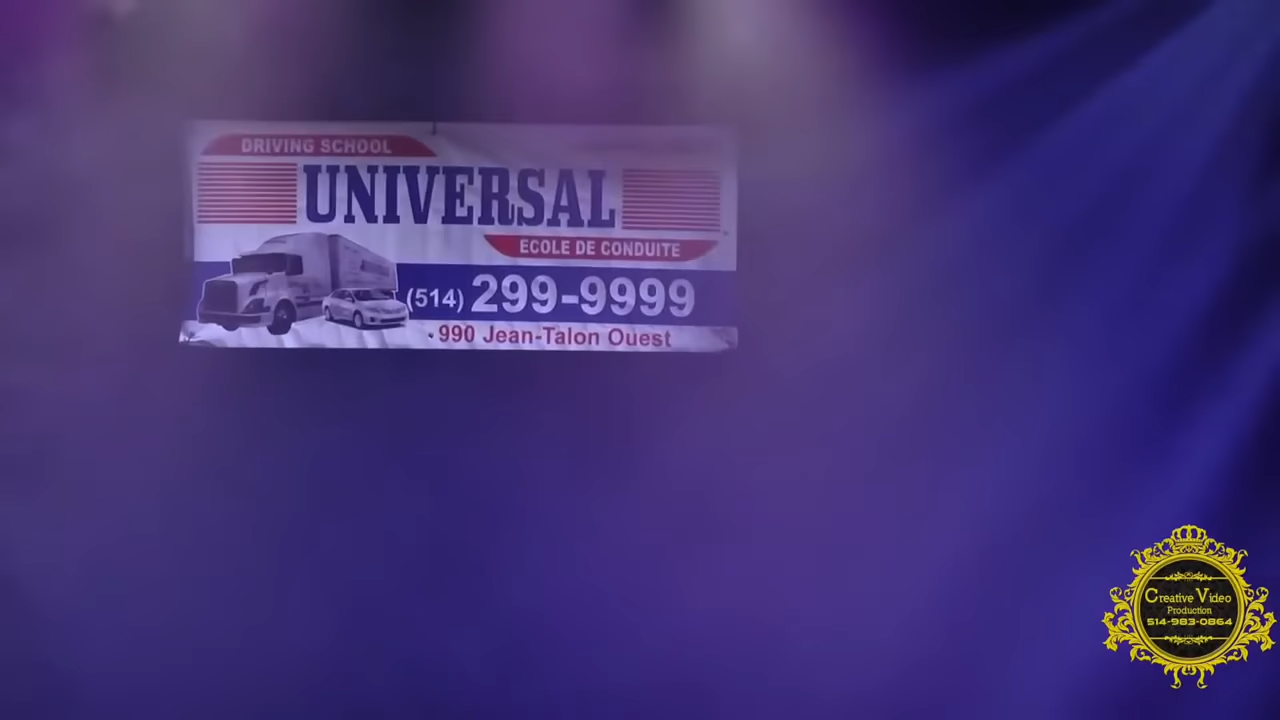 DRIVING SCHOOL
UNIVERSAL
ECOLE DE CONDUITE
(514) 299-9999
990 Jean-Talon Ouest
Creative Video
Production
514-983-0864